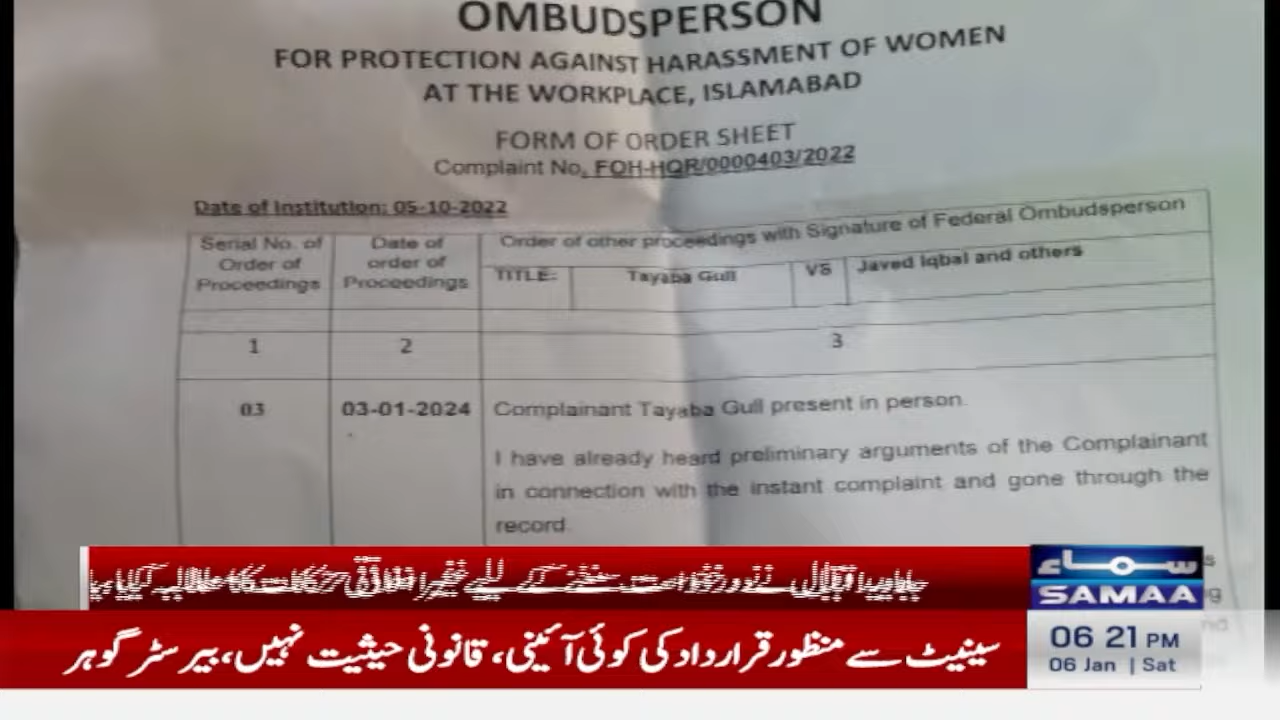 OMBUDSPERSON
FOR PROTECTION AGAINST HARASSMENT OF WOMEN
AT THE WORKPLACE, ISLAMABAD
FORM OF ORDER SHEET
Complaint No. FOH-HQR/0000403/2022
Date of Institution: 05-10-2022
Serial No. of Order of Proceedings
Date of order of Proceedings
Order of other proceedings with Signature of Federal Ombudsperson
TITLE: Tayaba Gull VS Javed Iqbal and others
1 2 3
03 03-01-2024 Complainant Tayaba Gull present in person.
I have already heard preliminary arguments of the Complainant
in connection with the instant complaint and gone through the
record.
سماء
SAMAA
سینیٹ سے منظور قرارداد کی کوئی آئینی، قانونی حیثیت نہیں، بیرسٹر گوہر
06 21 PM
06 Jan | Sat